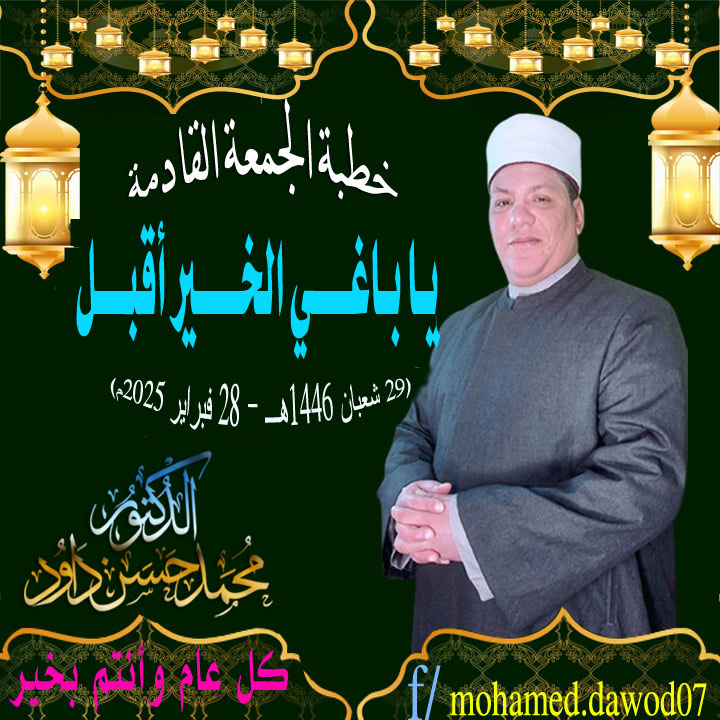 خطبة الجمعة القادمة
يا باغي الخير أقبل
(29 شعبان 1446هـ - 28 فبراير 2025م)
الدكتور
محمد حسن داود
كل عام وأنتم بخير
f/ mohamed.dawod07